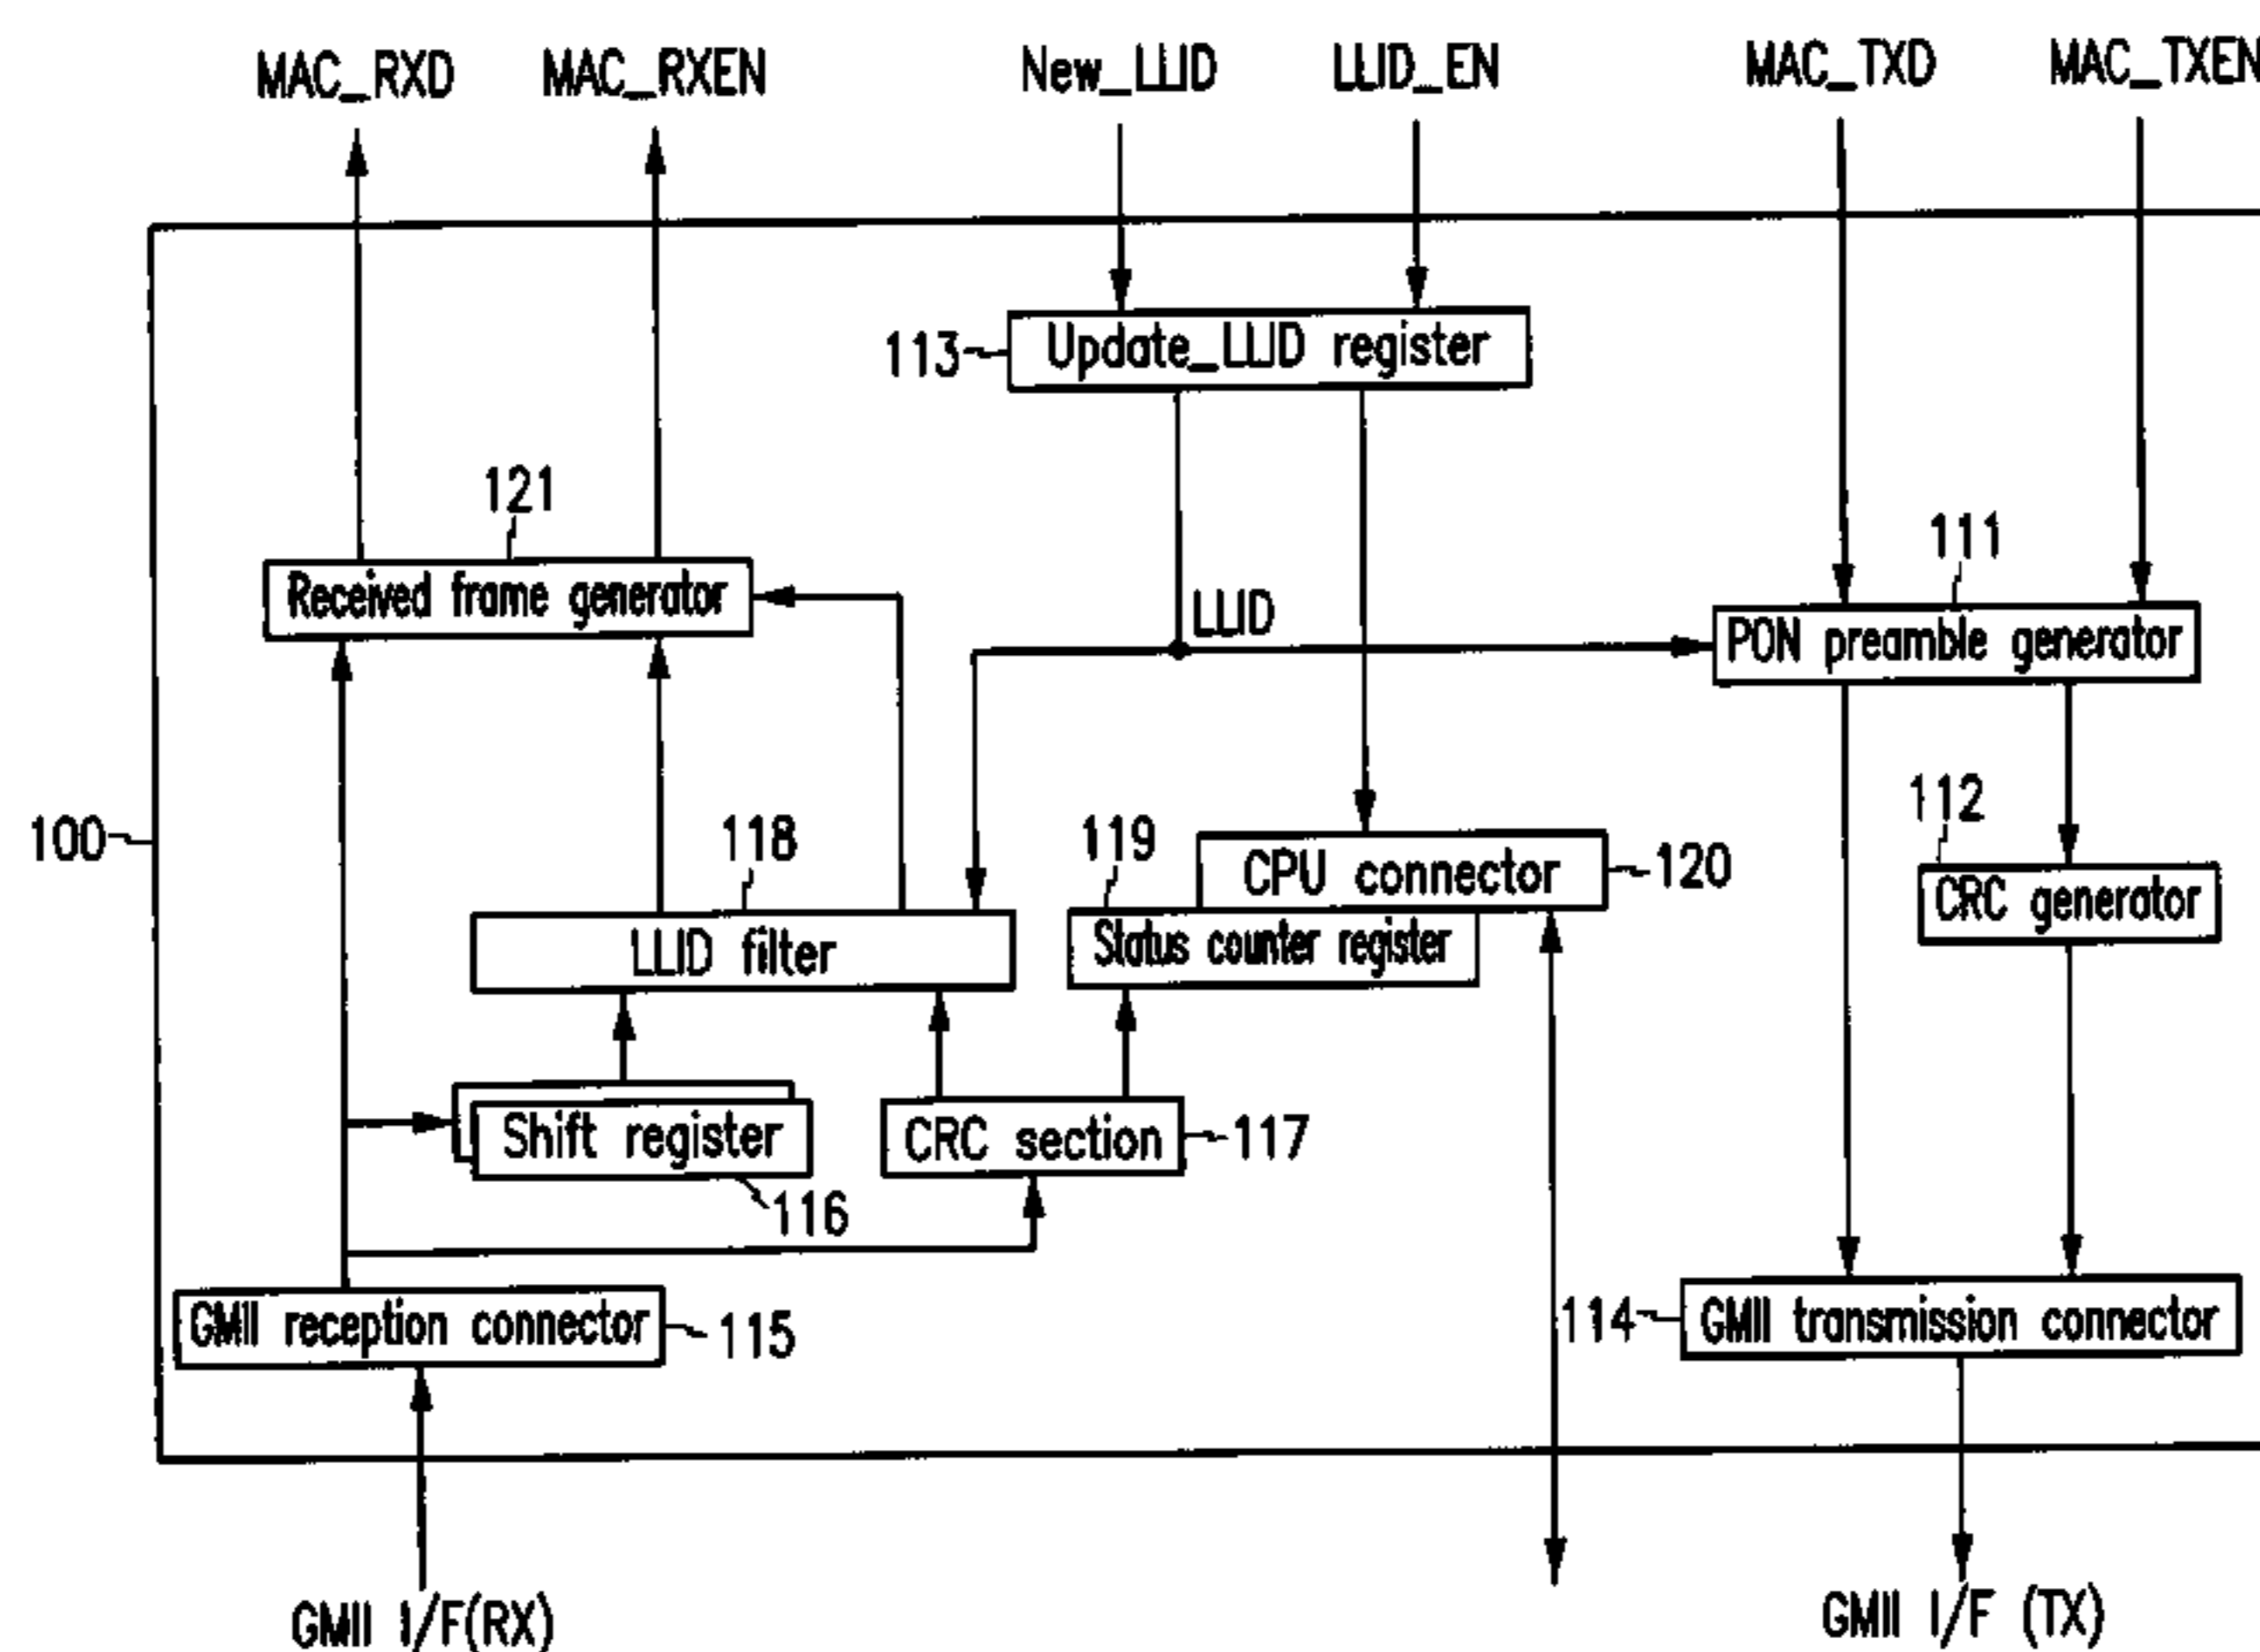 MAC_RXD MAC_RXEN New_LLID LLID_EN MAC_TXD MAC_TXEN
113 Update_LLID register
121
111
Received frame generator
LLID
PON preamble generator
112
100
118
119
CPU connector 120
CRC generator
LLID filter
Status counter register
Shift register
CRC section 117
116
GMII reception connector 115
114 GMII transmission connector
GMII I/F(RX)
GMII I/F (TX)